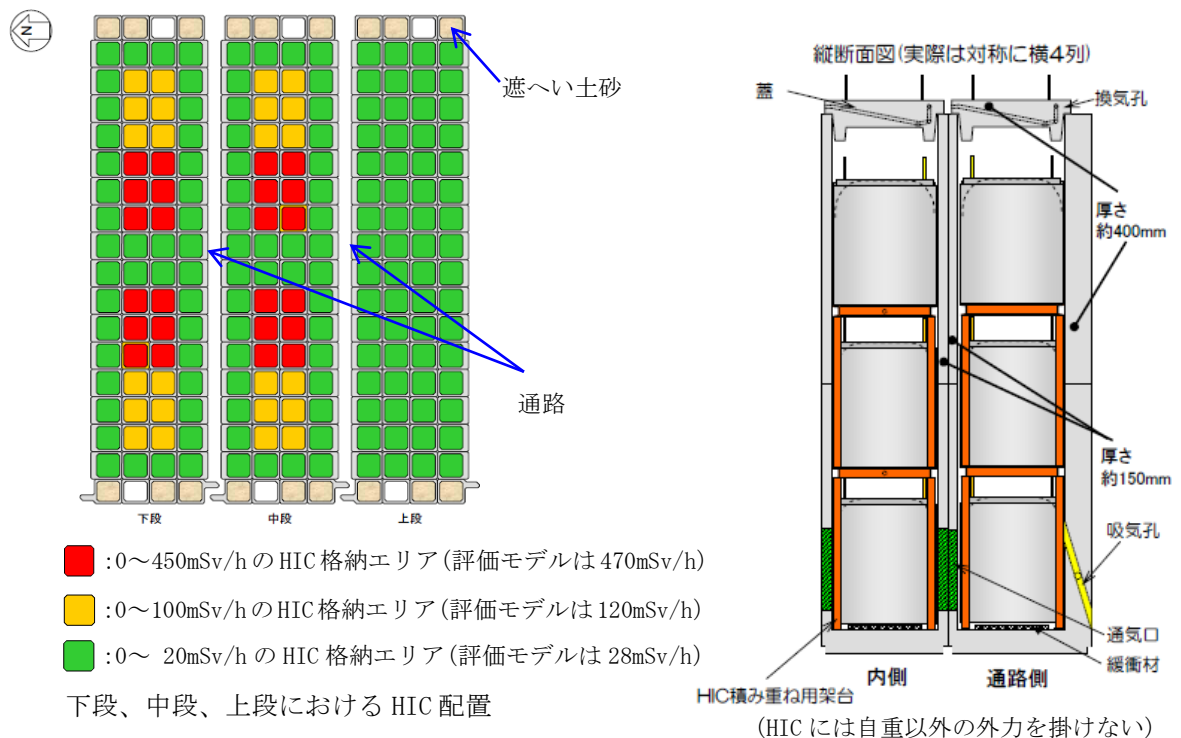 N
遮へい土砂
通路
下段
中段
上段
:0～450mSv/hのHIC格納エリア(評価モデルは470mSv/h)
:0～100mSv/hのHIC格納エリア(評価モデルは120mSv/h)
:0～ 20mSv/hのHIC格納エリア(評価モデルは28mSv/h)
下段、中段、上段におけるHIC配置
縦断面図(実際は対称に横4列)
蓋
換気孔
厚さ
約400mm
厚さ
約150mm
吸気孔
通気口
緩衝材
内側
通路側
HIC積み重ね用架台
(HICには自重以外の外力を掛けない)